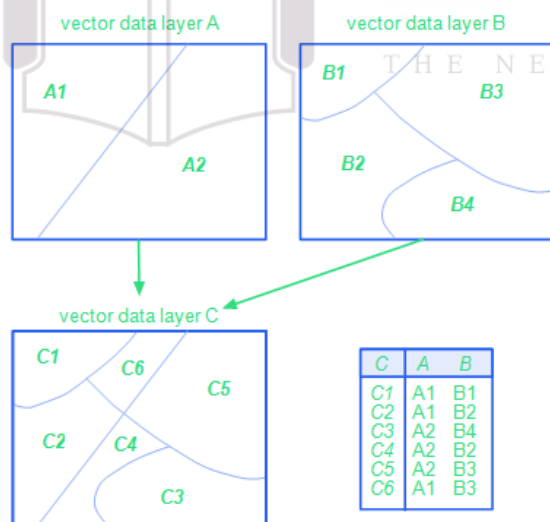 vector data layer A
vector data layer B
THE NE
A1
A2
B1
B3
B2
B4
vector data layer C
C1
C6
C5
C2
C4
C3
C A B
C1 A1 B1
C2 A1 B2
C3 A2 B4
C4 A2 B2
C5 A2 B3
C6 A1 B3